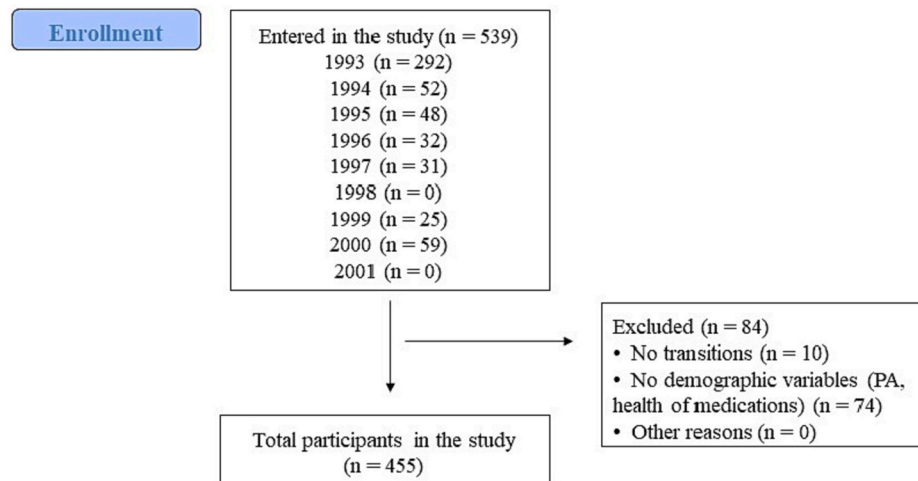 Enrollment
Entered in the study (n = 539)
1993 (n = 292)
1994 (n = 52)
1995 (n = 48)
1996 (n = 32)
1997 (n = 31)
1998 (n = 0)
1999 (n = 25)
2000 (n = 59)
2001 (n = 0)
Excluded (n = 84)
• No transitions (n = 10)
• No demographic variables (PA,
health of medications) (n = 74)
• Other reasons (n = 0)
Total participants in the study
(n = 455)